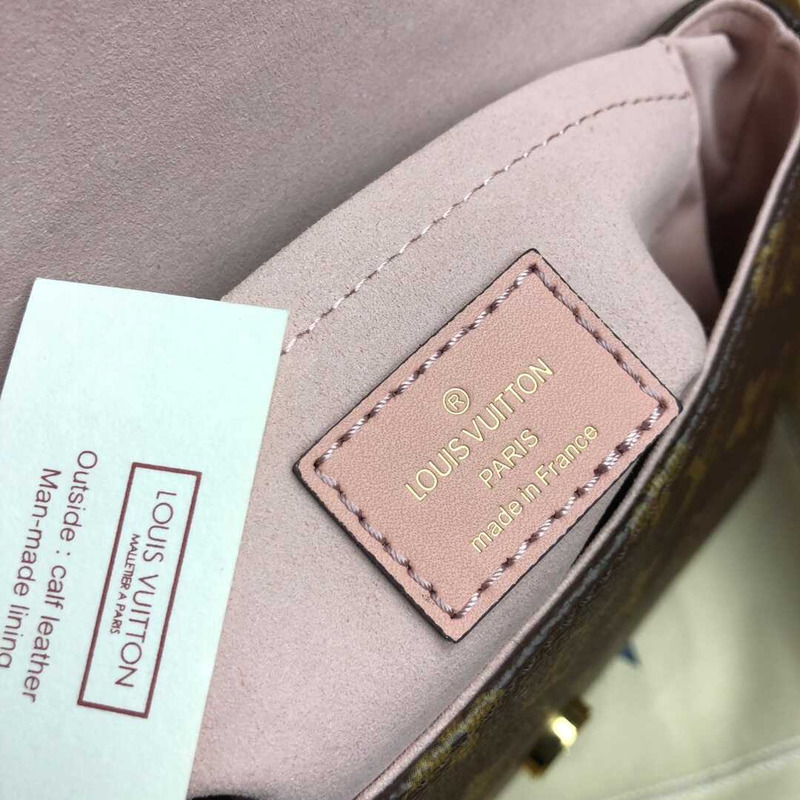 LOUIS VUITTON
MALLETIER A PARIS
Outside : calf leather
Man-made lining
®
LOUIS VUITTON
PARIS
made in France